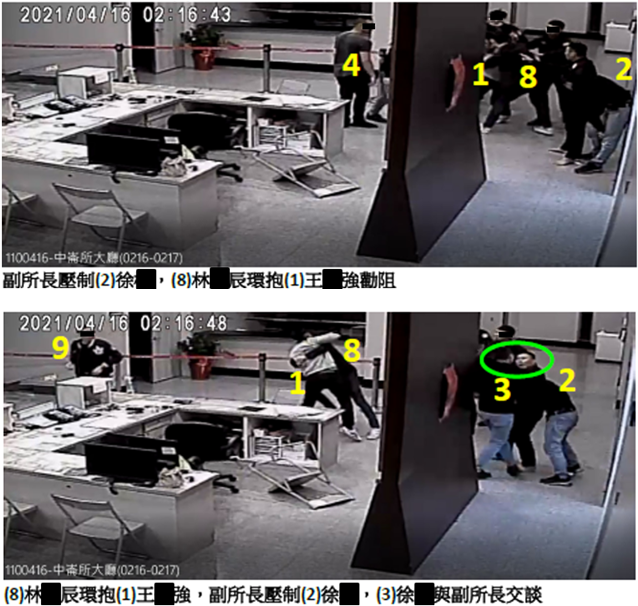 2021/04/16 02:16:43
4 1 8 2
1100416-中崙所大廳(0216-0217)
副所長壓制(2)徐，(8)林辰環抱(1)王強勸阻
2021/04/16 02:16:48
9 1 8 3 2
1100416-中崙所大廳(0216-0217)
(8)林辰環抱(1)王強，副所長壓制(2)徐，(3)徐與副所長交談